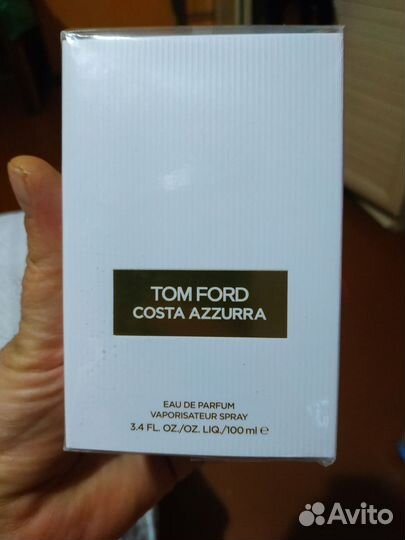 TOM FORD
COSTA AZZURRA
EAU DE PARFUM
VAPORISATEUR SPRAY
3.4 FL. OZ./OZ. LIQ./100 ml ℮
Avito